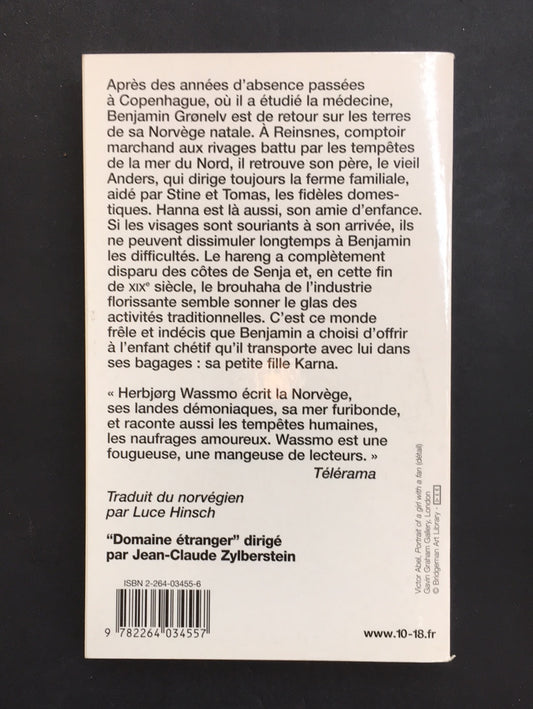 Après des années d'absence passées
à Copenhague, où il a étudié la médecine,
Benjamin Grønelv est de retour sur les terres
de sa Norvège natale. À Reinsnes, comptoir
marchand aux rivages battu par les tempêtes
de la mer du Nord, il retrouve son père, le vieil
Anders, qui dirige toujours la ferme familiale,
aidé par Stine et Tomas, les fidèles domes-
tiques. Hanna est là aussi, son amie d'enfance.
Si les visages sont souriants à son arrivée, ils
ne peuvent dissimuler longtemps à Benjamin
les difficultés. Le hareng a complètement
disparu des côtes de Senja et, en cette fin
de XIXe siècle, le brouhaha de l'industrie
florissante semble sonner le glas des
activités traditionnelles. C'est ce monde
frêle et indécis que Benjamin a choisi d'offrir
à l'enfant chétif qu'il transporte avec lui dans
ses bagages : sa petite fille Karna.
« Herbjørg Wassmo écrit la Norvège,
ses landes démoniaques, sa mer furibonde,
et raconte aussi les tempêtes humaines,
les naufrages amoureux. Wassmo est une
fougueuse, une mangeuse de lecteurs. »
Télérama
Traduit du norvégien
par Luce Hinsch
"Domaine étranger" dirigé
par Jean-Claude Zylberstein
ISBN 2-264-03455-6
9 782264 034557
www.10-18.fr
Victor Abel, Portrait of a girl with a fan (détail)
Gavin Graham Gallery, London
© Bridgeman Art Library -